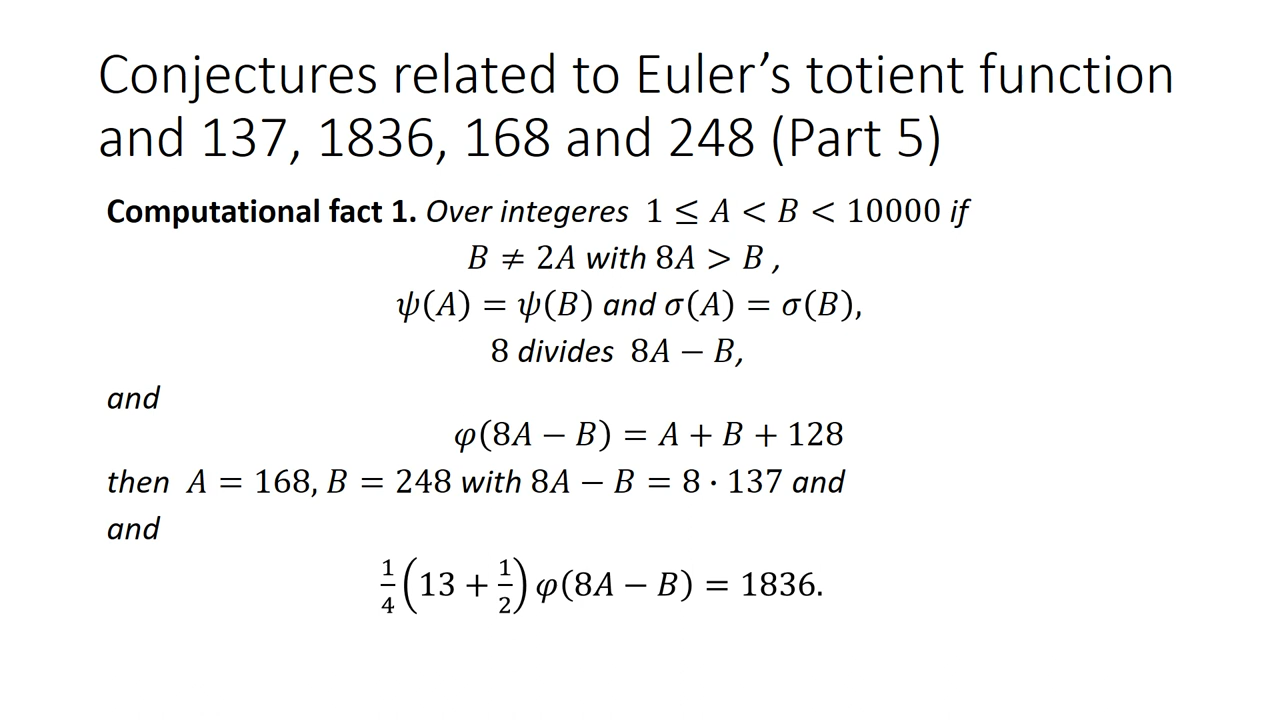 Conjectures related to Euler’s totient function
and 137, 1836, 168 and 248 (Part 5)
Computational fact 1. Over integeres 1 ≤ A < B < 10000 if
B ≠ 2A with 8A > B ,
ψ(A) = ψ(B) and σ(A) = σ(B),
8 divides 8A − B,
and
φ(8A − B) = A + B + 128
then A = 168, B = 248 with 8A − B = 8 · 137 and
and
1/4 (13 + 1/2) φ(8A − B) = 1836.